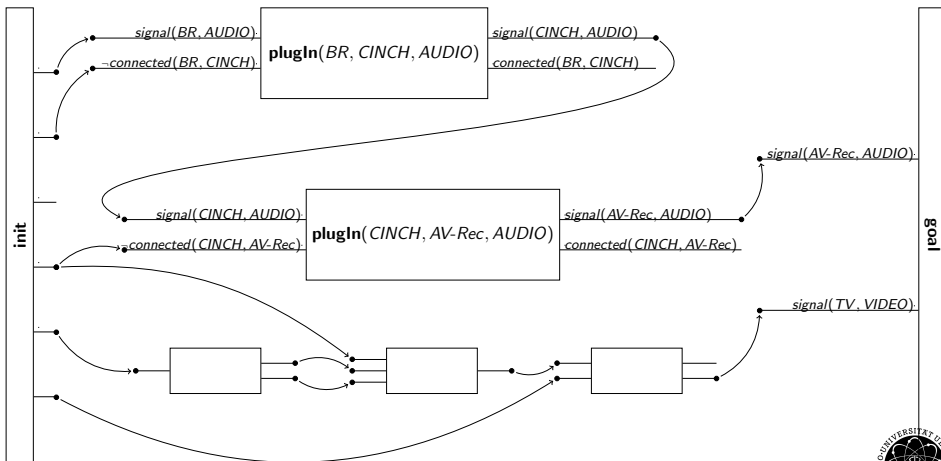 init
signal(BR, AUDIO)
¬connected(BR, CINCH)
plugIn(BR, CINCH, AUDIO)
signal(CINCH, AUDIO)
connected(BR, CINCH)
signal(AV-Rec, AUDIO)
signal(CINCH, AUDIO)
¬connected(CINCH, AV-Rec)
plugIn(CINCH, AV-Rec, AUDIO)
signal(AV-Rec, AUDIO)
connected(CINCH, AV-Rec)
goal
signal(TV, VIDEO)
O-UNIVERSITÄT UL